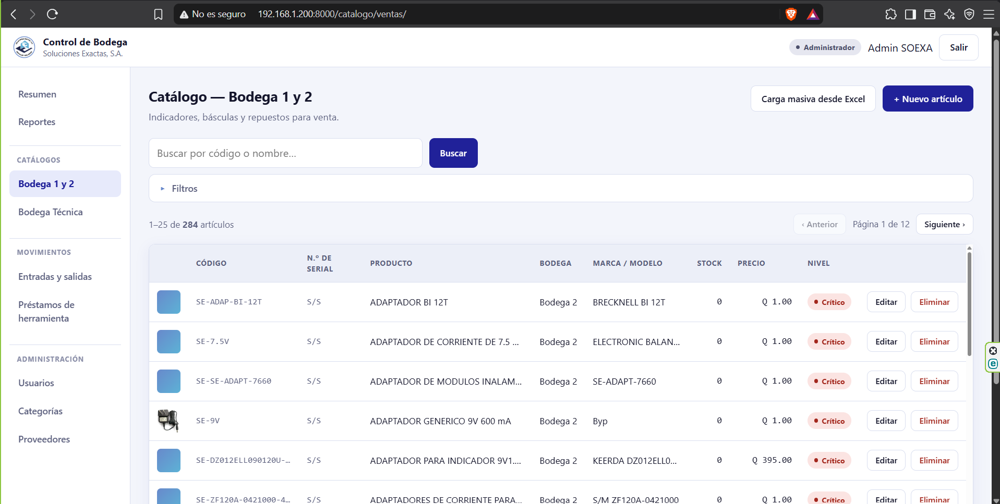 No es seguro 192.168.1.200:8000/catalogo/ventas/
Control de Bodega
Soluciones Exactas, S.A.
Administrador
Admin SOEXA
Salir
Resumen
Reportes
CATÁLOGOS
Bodega 1 y 2
Bodega Técnica
MOVIMIENTOS
Entradas y salidas
Préstamos de
herramienta
ADMINISTRACIÓN
Usuarios
Categorías
Proveedores
Catálogo — Bodega 1 y 2
Indicadores, básculas y repuestos para venta.
Carga masiva desde Excel
+ Nuevo artículo
Buscar por código o nombre...
Buscar
▸ Filtros
1–25 de 284 artículos
‹ Anterior Página 1 de 12 Siguiente ›
CÓDIGO N.º DE SERIAL PRODUCTO BODEGA MARCA / MODELO STOCK PRECIO NIVEL
SE-ADAP-BI-12T S/S ADAPTADOR BI 12T Bodega 2 BRECKNELL BI 12T 0 Q 1.00 Crítico Editar Eliminar
SE-7.5V S/S ADAPTADOR DE CORRIENTE DE 7.5 ... Bodega 2 ELECTRONIC BALAN... 0 Q 1.00 Crítico Editar Eliminar
SE-SE-ADAPT-7660 S/S ADAPTADOR DE MODULOS INALAM... Bodega 2 SE-ADAPT-7660 0 Q 1.00 Crítico Editar Eliminar
SE-9V S/S ADAPTADOR GENERICO 9V 600 mA Bodega 2 Byp 0 Q 1.00 Crítico Editar Eliminar
SE-DZ012ELL090120U-... S/S ADAPTADOR PARA INDICADOR 9V1.... Bodega 2 KEERDA DZ012ELL0... 0 Q 395.00 Crítico Editar Eliminar
SE-ZF120A-0421000-4... S/S ADAPTADORES DE CORRIENTE PARA... Bodega 2 S/M ZF120A-0421000 0 Q 1.00 Crítico Editar Eliminar